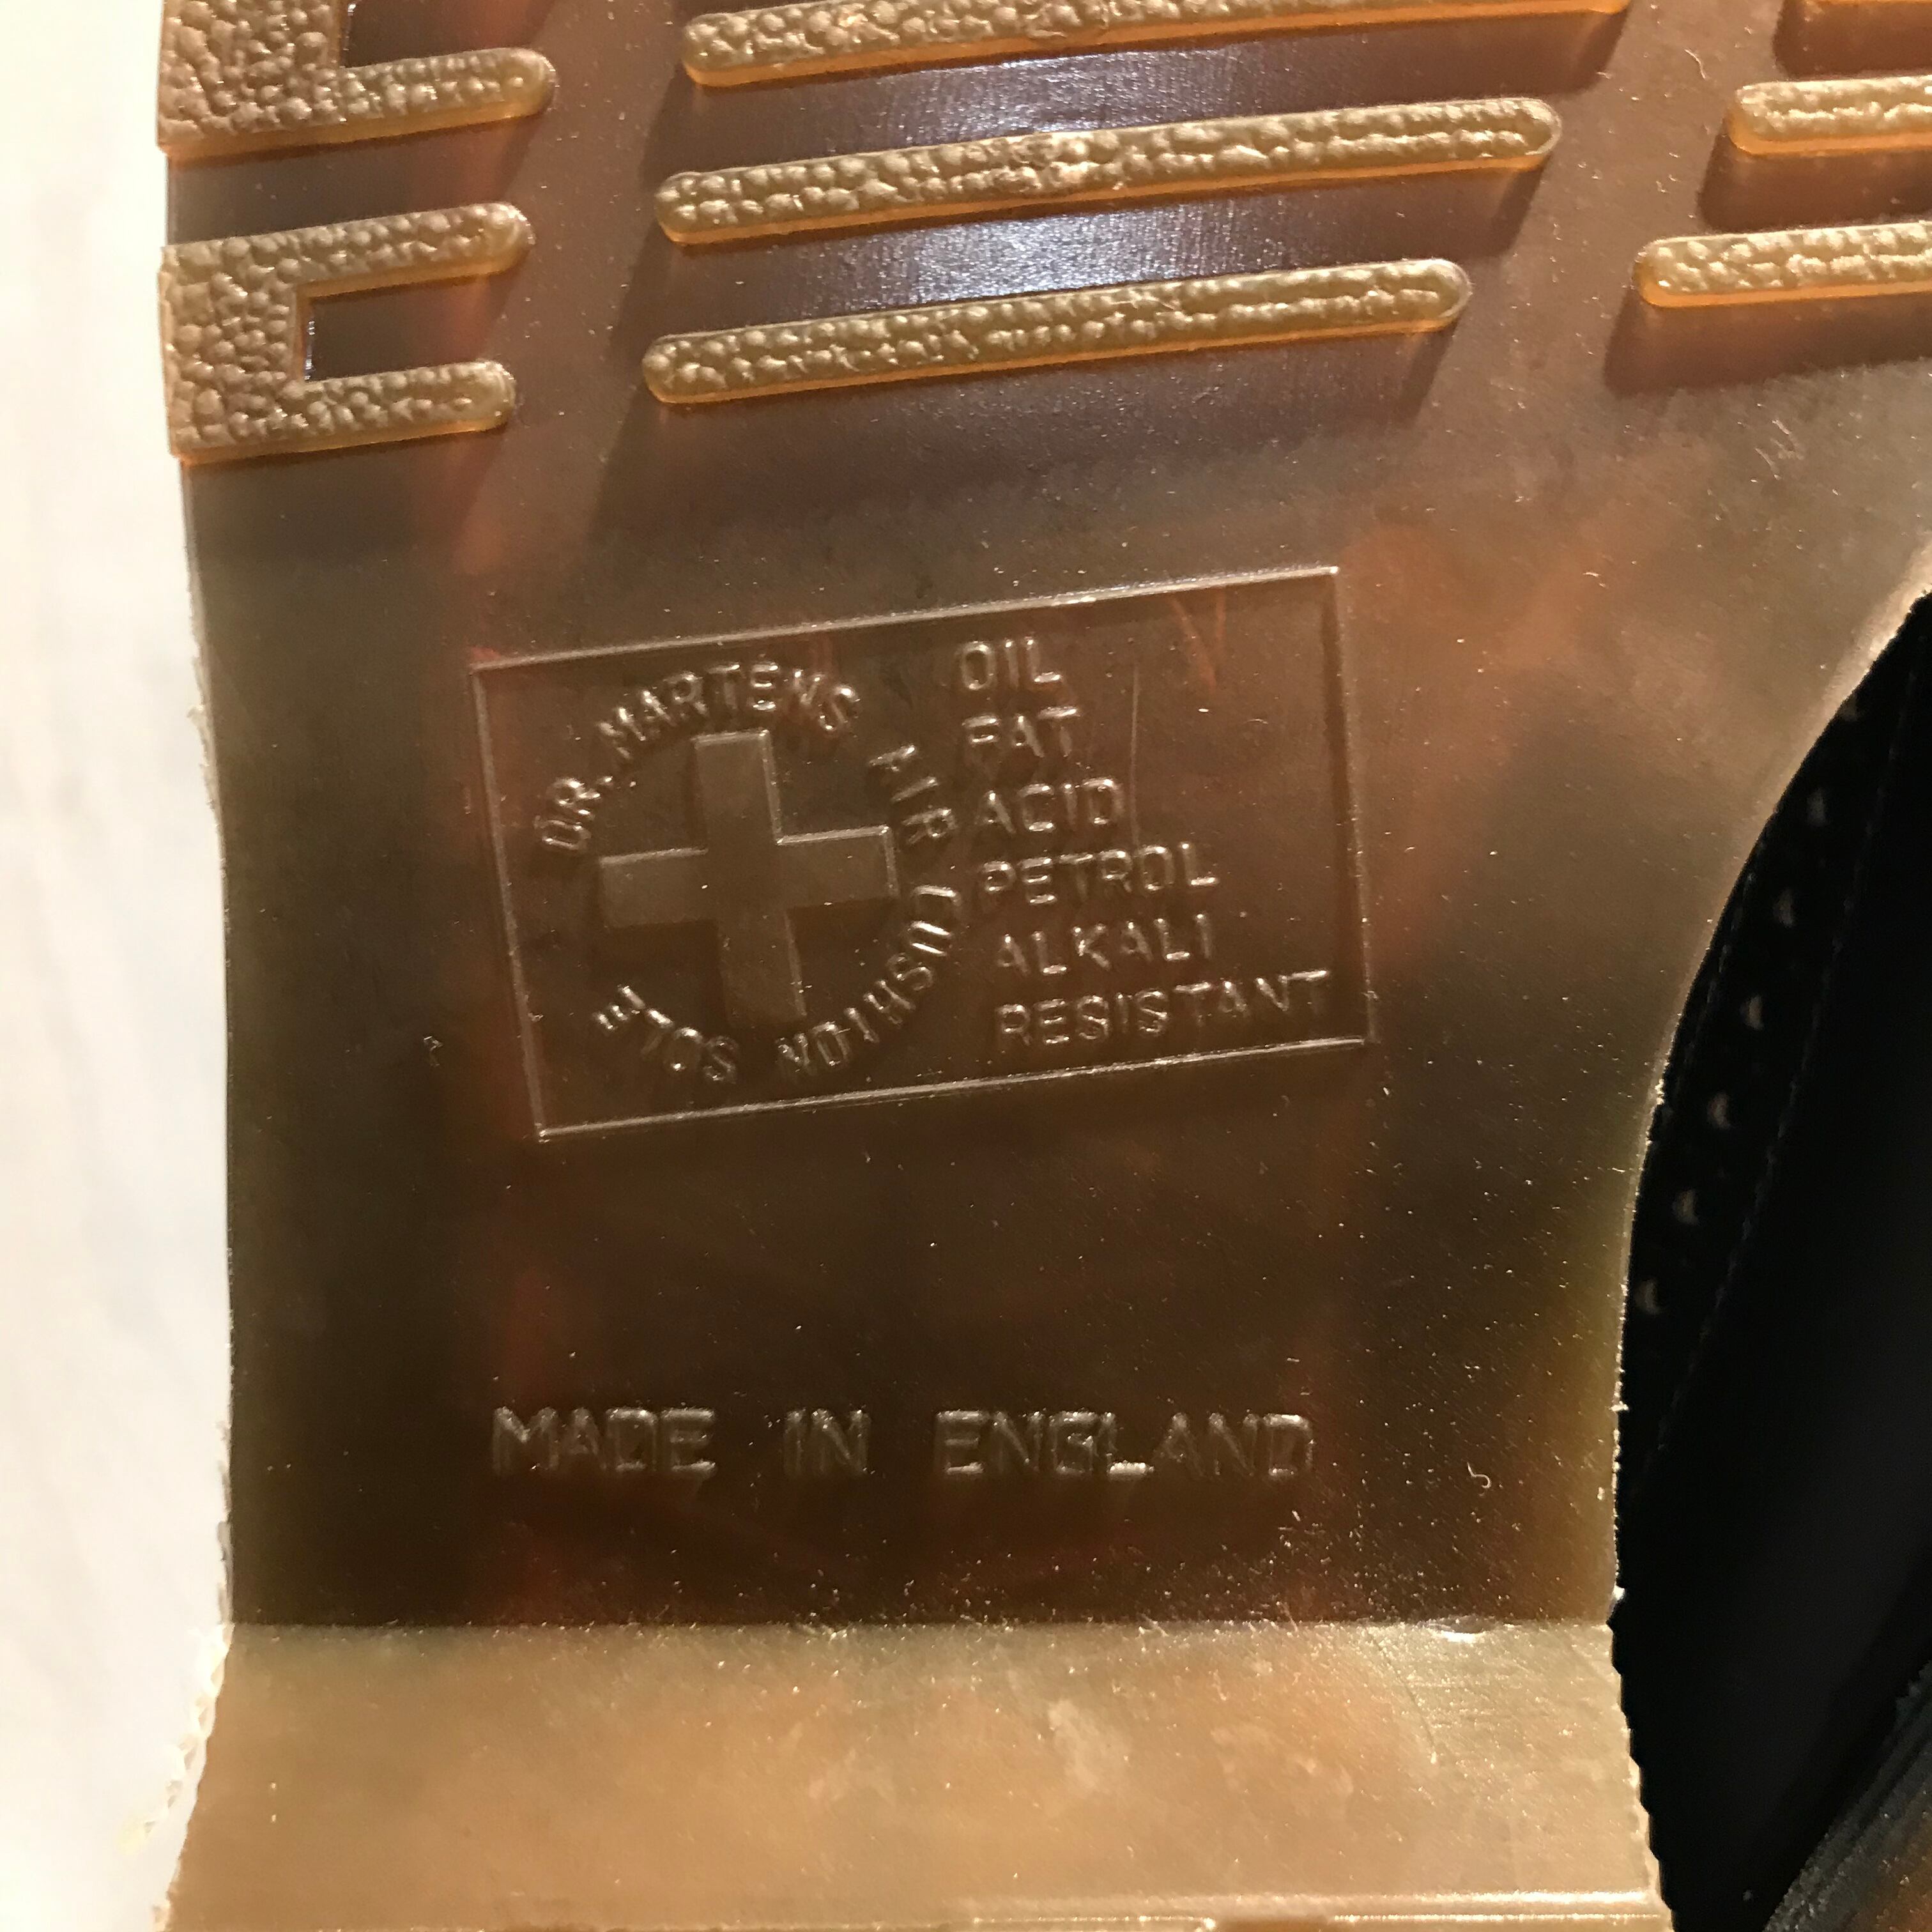 DR. MARTENS AIR CUSHION SOLE
OIL
FAT
ACID
PETROL
ALKALI
RESISTANT
MADE IN ENGLAND